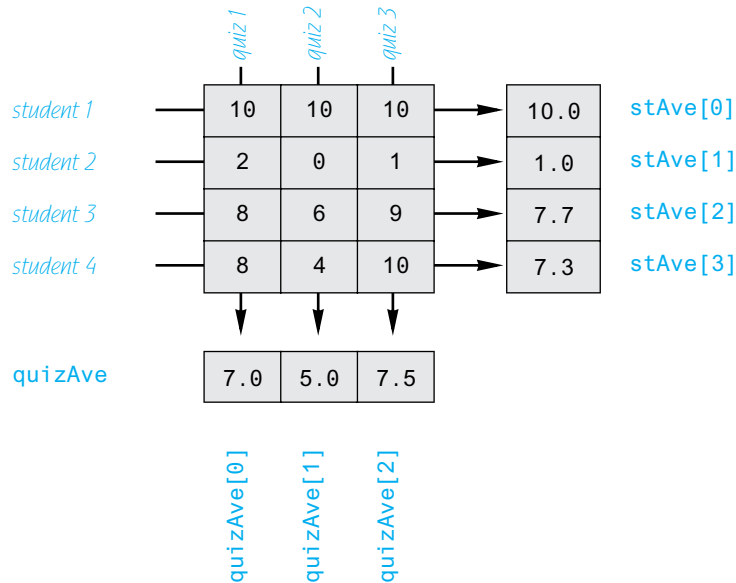 quiz 1 quiz 2 quiz 3
student 1 10 10 10 10.0 stAve[0]
student 2 2 0 1 1.0 stAve[1]
student 3 8 6 9 7.7 stAve[2]
student 4 8 4 10 7.3 stAve[3]
quizAve 7.0 5.0 7.5
quizAve[0] quizAve[1] quizAve[2]